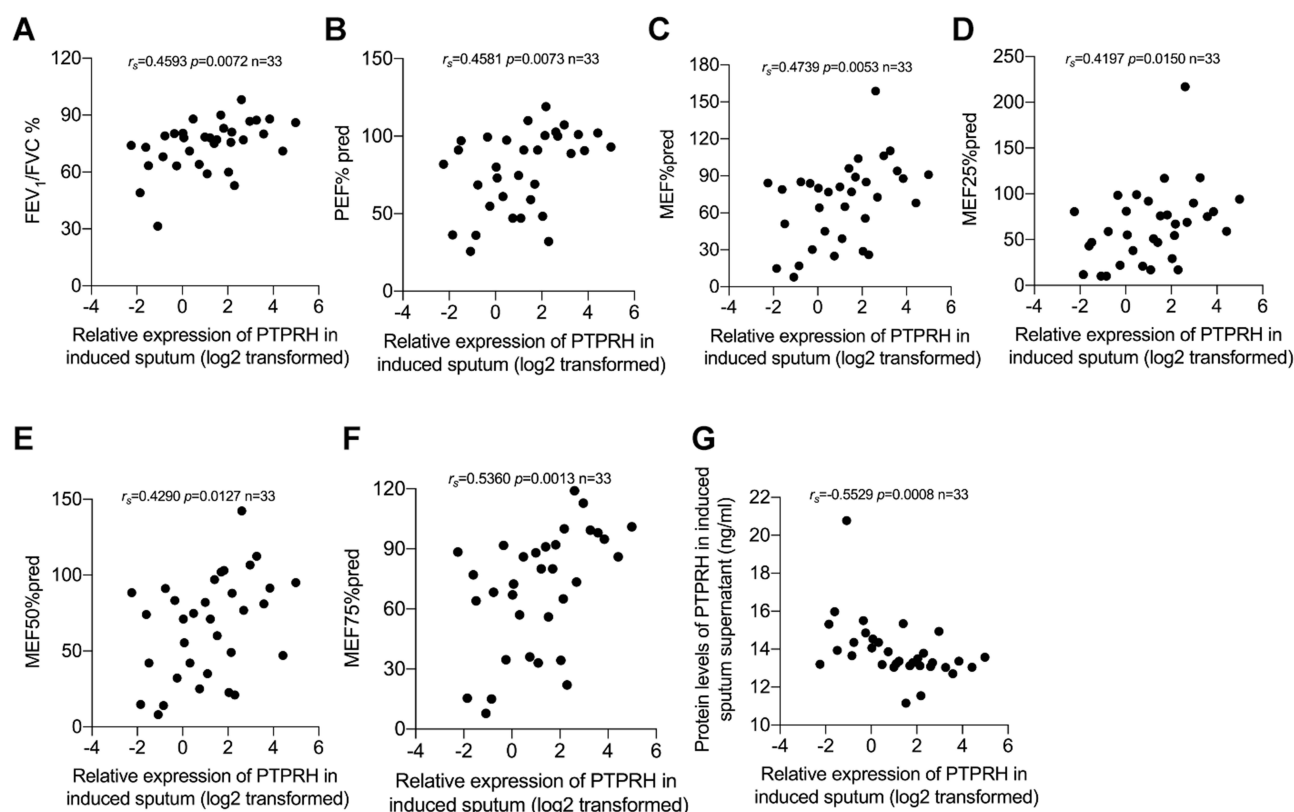 A
rs=0.4593 p=0.0072 n=33
FEV1/FVC %
120
90
60
30
0
-4 -2 0 2 4 6
Relative expression of PTPRH in
induced sputum (log2 transformed)
B
rs=0.4581 p=0.0073 n=33
PEF% pred
150
100
50
0
-4 -2 0 2 4 6
Relative expression of PTPRH in
induced sputum (log2 transformed)
C
rs=0.4739 p=0.0053 n=33
MEF%pred
180
150
120
90
60
30
0
-4 -2 0 2 4 6
Relative expression of PTPRH in
induced sputum (log2 transformed)
D
rs=0.4197 p=0.0150 n=33
MEF25%pred
250
200
150
100
50
0
-4 -2 0 2 4 6
Relative expression of PTPRH in
induced sputum (log2 transformed)
E
rs=0.4290 p=0.0127 n=33
MEF50%pred
150
100
50
0
-4 -2 0 2 4 6
Relative expression of PTPRH in
induced sputum (log2 transformed)
F
rs=0.5360 p=0.0013 n=33
MEF75%pred
120
90
60
30
0
-4 -2 0 2 4 6
Relative expression of PTPRH in
induced sputum (log2 transformed)
G
rs=-0.5529 p=0.0008 n=33
Protein levels of PTPRH in induced
sputum supernatant (ng/ml)
22
20
18
16
14
12
10
-4 -2 0 2 4 6
Relative expression of PTPRH in
induced sputum (log2 transformed)